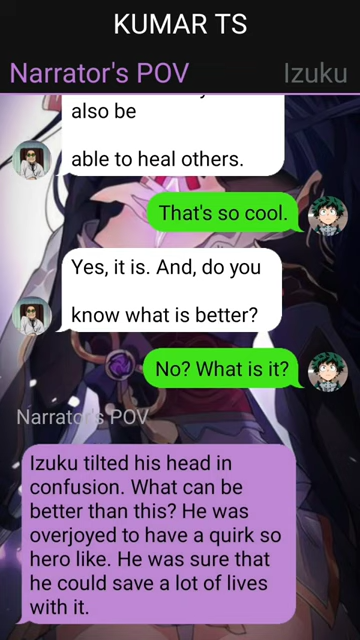 KUMAR TS
Narrator's POV
Izuku
also be
able to heal others.
That's so cool.
Yes, it is. And, do you
know what is better?
No? What is it?
Narrator's POV
Izuku tilted his head in
confusion. What can be
better than this? He was
overjoyed to have a quirk so
hero like. He was sure that
he could save a lot of lives
with it.